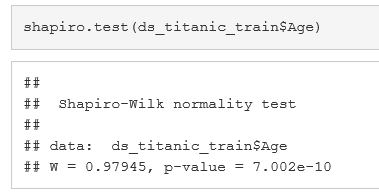 shapiro.test(ds_titanic_train$Age)
##
##  Shapiro-Wilk normality test
##
## data:  ds_titanic_train$Age
## W = 0.97945, p-value = 7.002e-10